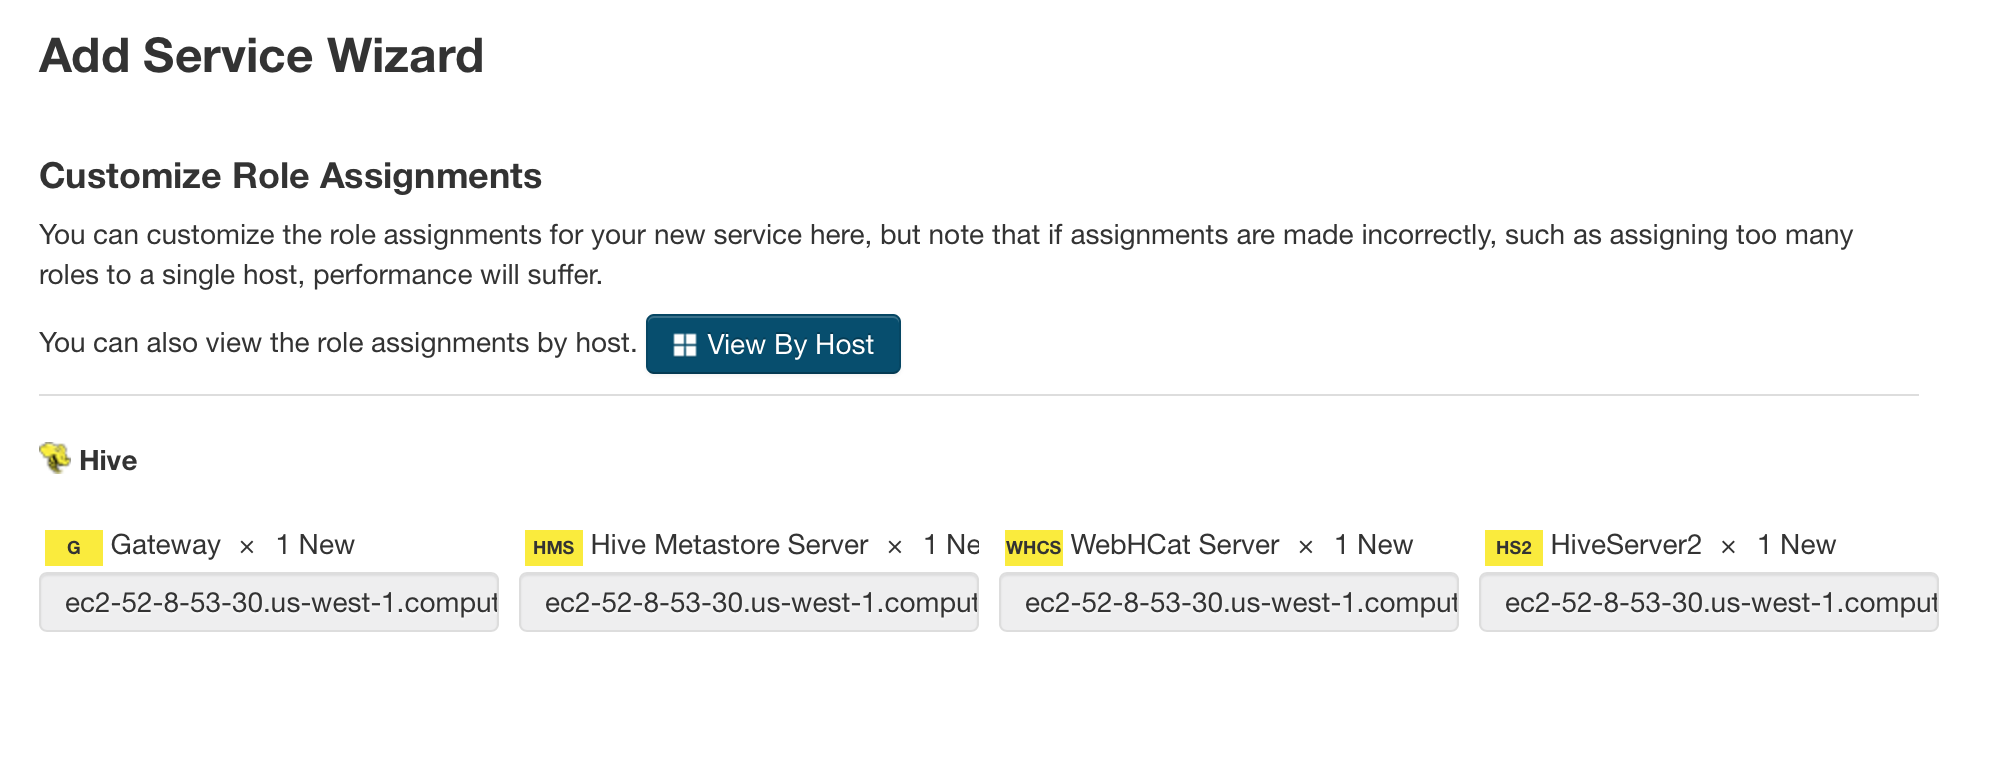 Add Service Wizard
Customize Role Assignments
You can customize the role assignments for your new service here, but note that if assignments are made incorrectly, such as assigning too many
roles to a single host, performance will suffer.
You can also view the role assignments by host. View By Host
Hive
G Gateway × 1 New HMS Hive Metastore Server × 1 Ne WHCS WebHCat Server × 1 New HS2 HiveServer2 × 1 New
ec2-52-8-53-30.us-west-1.comput ec2-52-8-53-30.us-west-1.comput ec2-52-8-53-30.us-west-1.comput ec2-52-8-53-30.us-west-1.comput